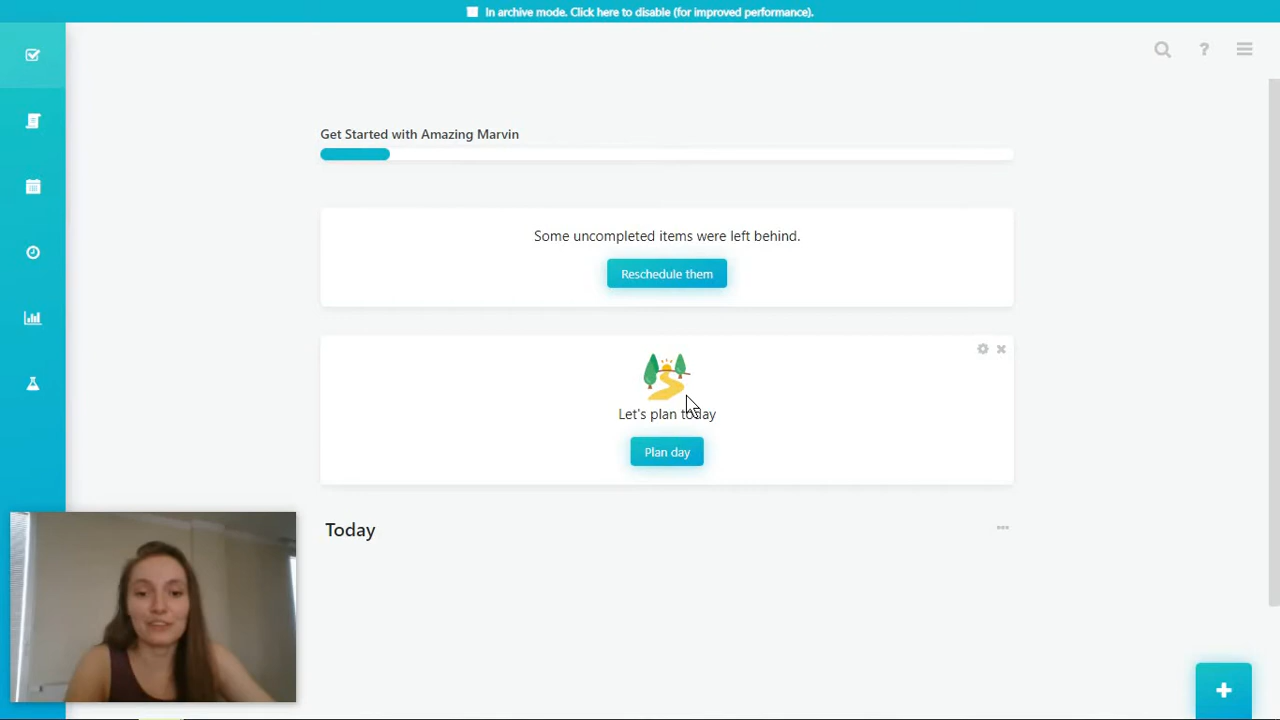 In archive mode. Click here to disable (for improved performance).
?
Get Started with Amazing Marvin
Some uncompleted items were left behind.
Reschedule them
Let's plan today
Plan day
Today